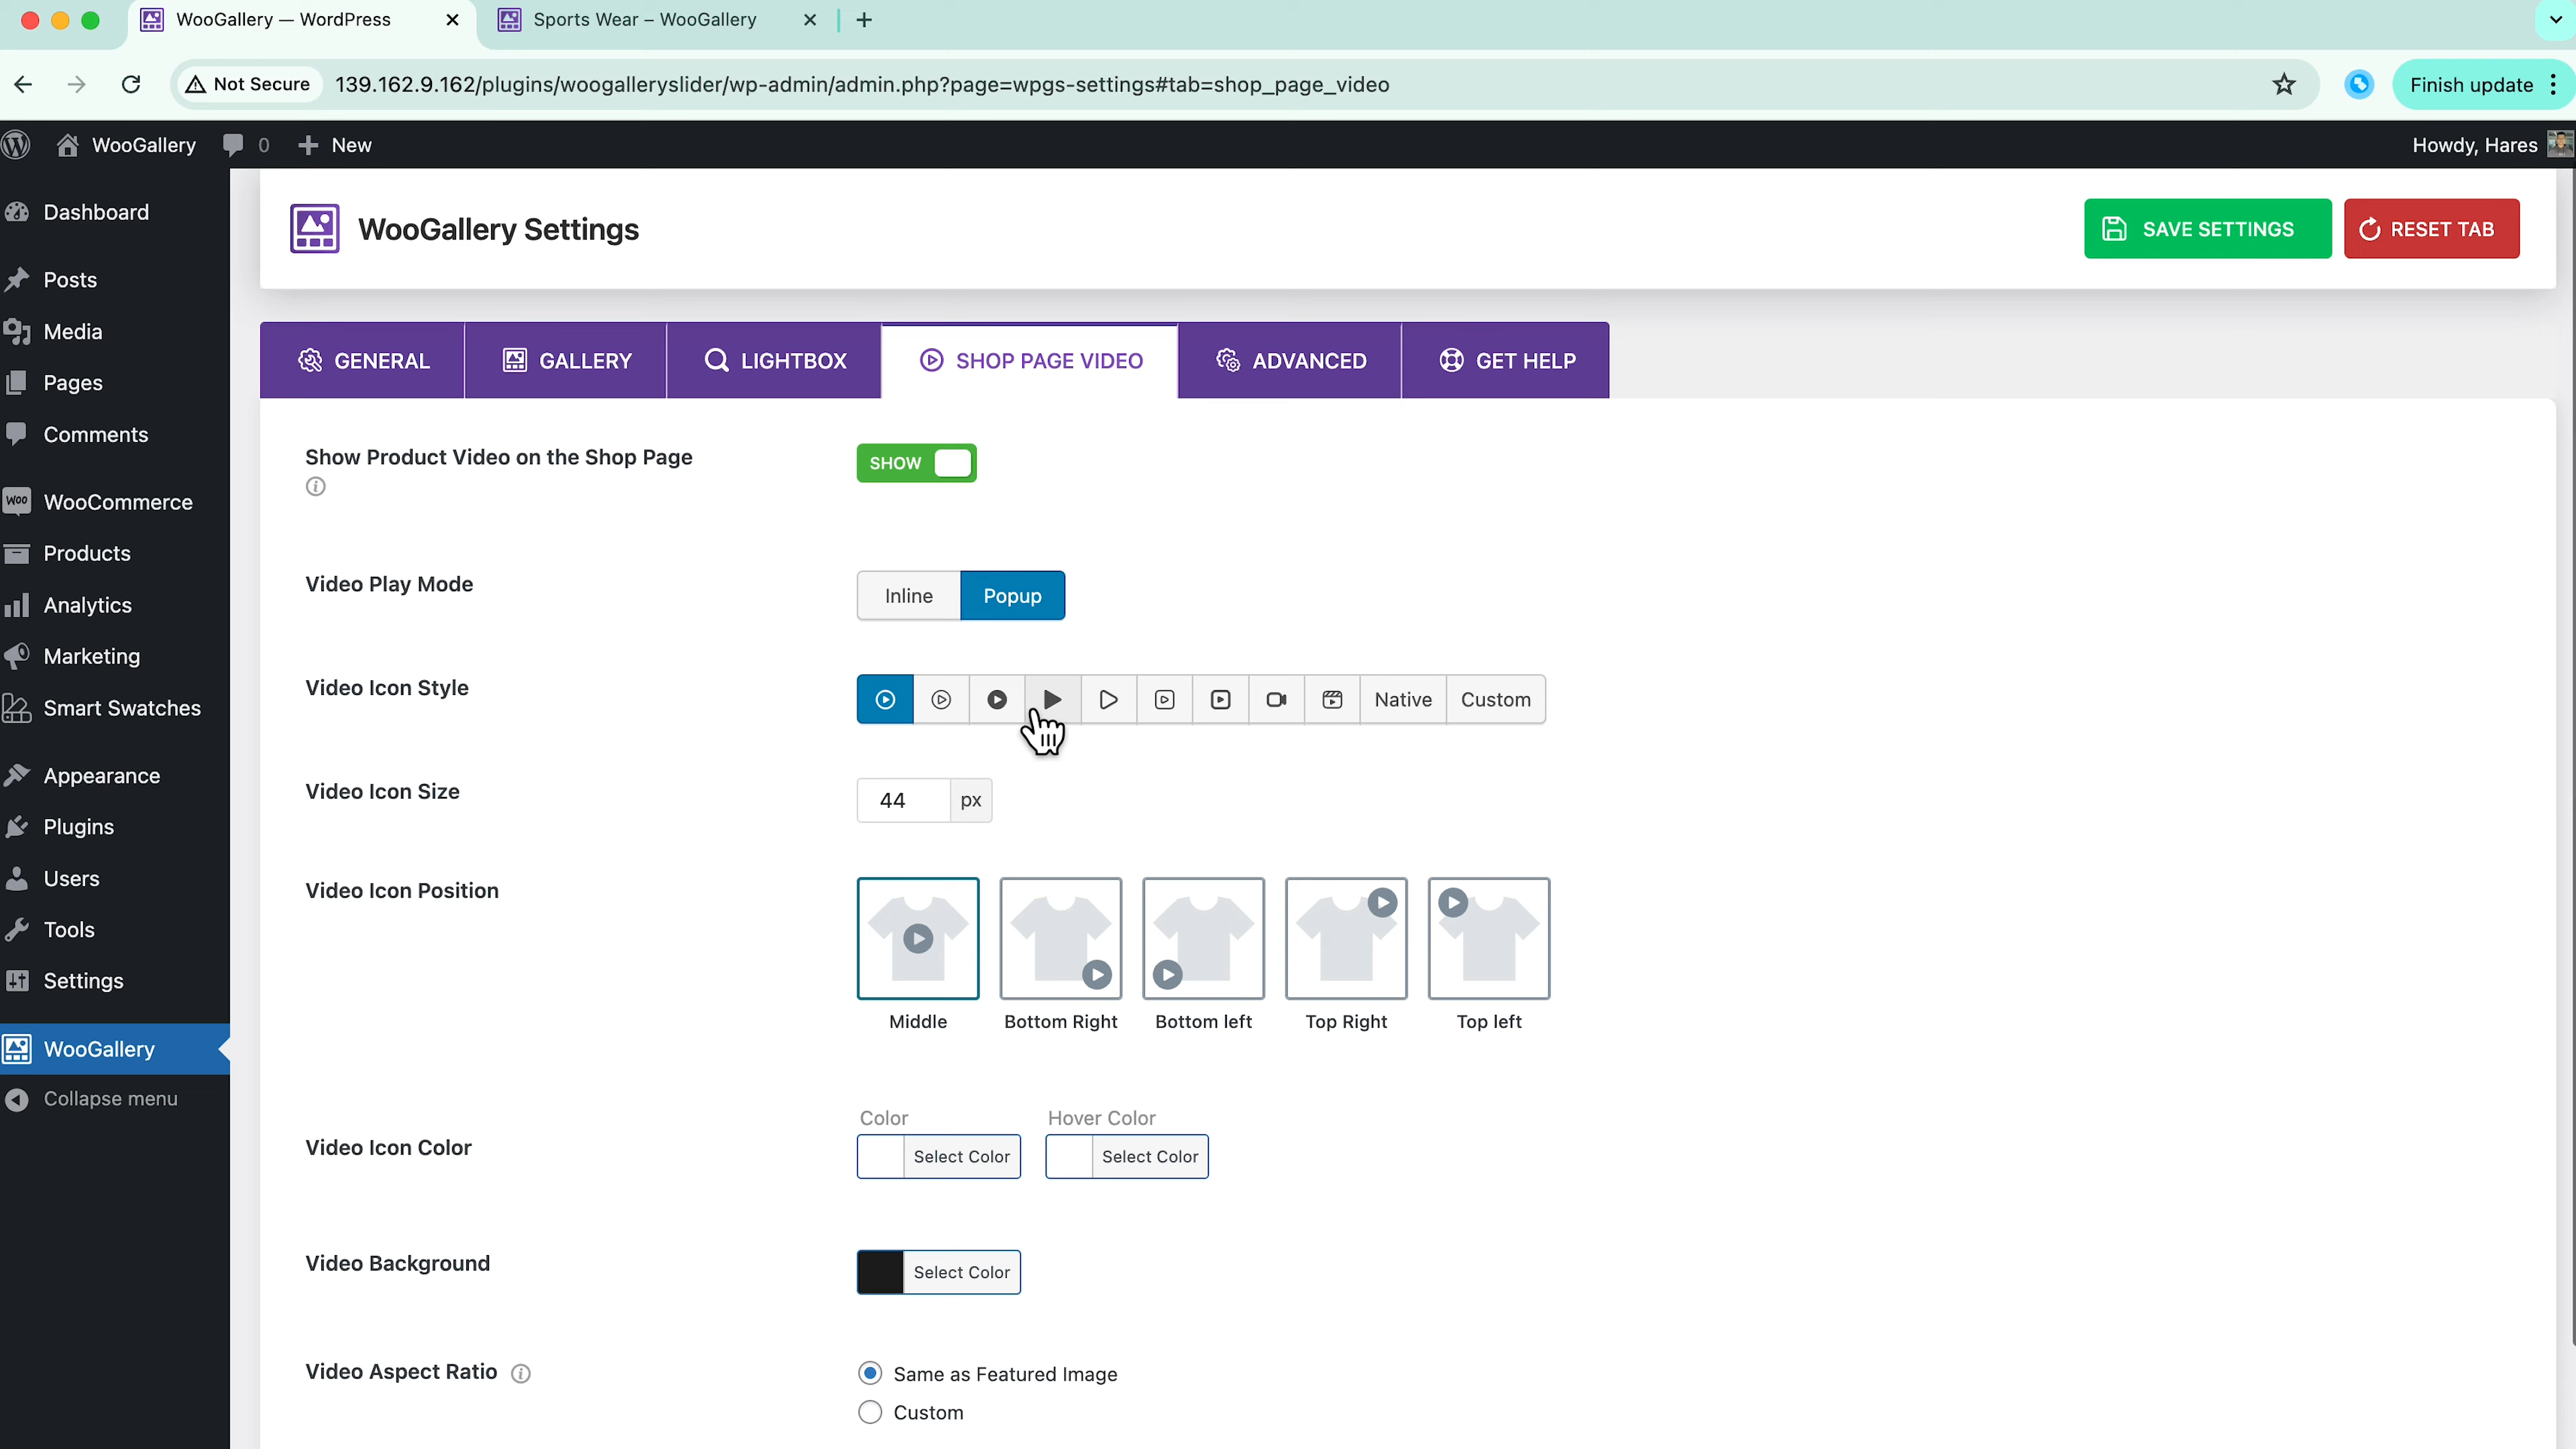 WooGallery — WordPress
Sports Wear – WooGallery
Not Secure
139.162.9.162/plugins/woogalleryslider/wp-admin/admin.php?page=wpgs-settings#tab=shop_page_video
Finish update
WooGallery
0
New
Howdy, Hares
Dashboard
Posts
Media
Pages
Comments
Woo WooCommerce
Products
Analytics
Marketing
Smart Swatches
Appearance
Plugins
Users
Tools
Settings
WooGallery
Collapse menu
WooGallery Settings
SAVE SETTINGS
RESET TAB
GENERAL
GALLERY
LIGHTBOX
SHOP PAGE VIDEO
ADVANCED
GET HELP
Show Product Video on the Shop Page
SHOW
Video Play Mode
Inline
Popup
Video Icon Style
Native
Custom
Video Icon Size
44 px
Video Icon Position
Middle
Bottom Right
Bottom left
Top Right
Top left
Video Icon Color
Color
Select Color
Hover Color
Select Color
Video Background
Select Color
Video Aspect Ratio
Same as Featured Image
Custom